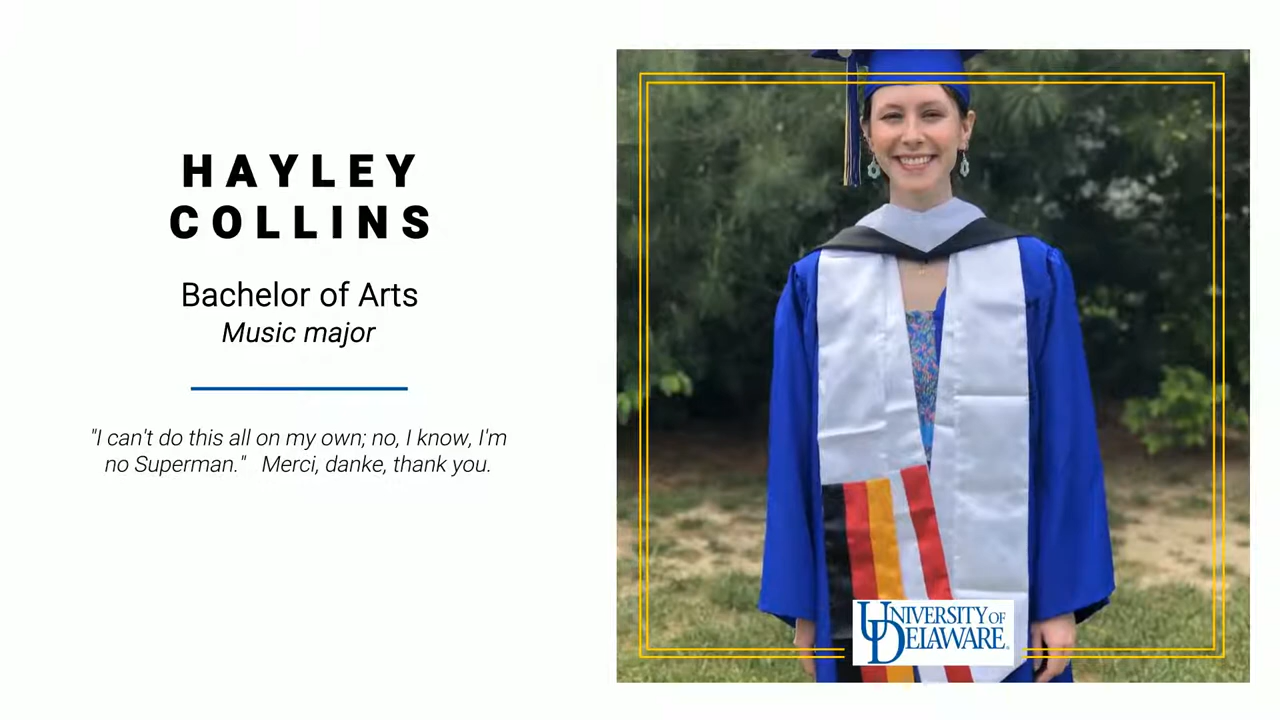 HAYLEY
COLLINS
Bachelor of Arts
Music major
"I can't do this all on my own; no, I know, I'm
no Superman."   Merci, danke, thank you.
UNIVERSITY OF
DELAWARE